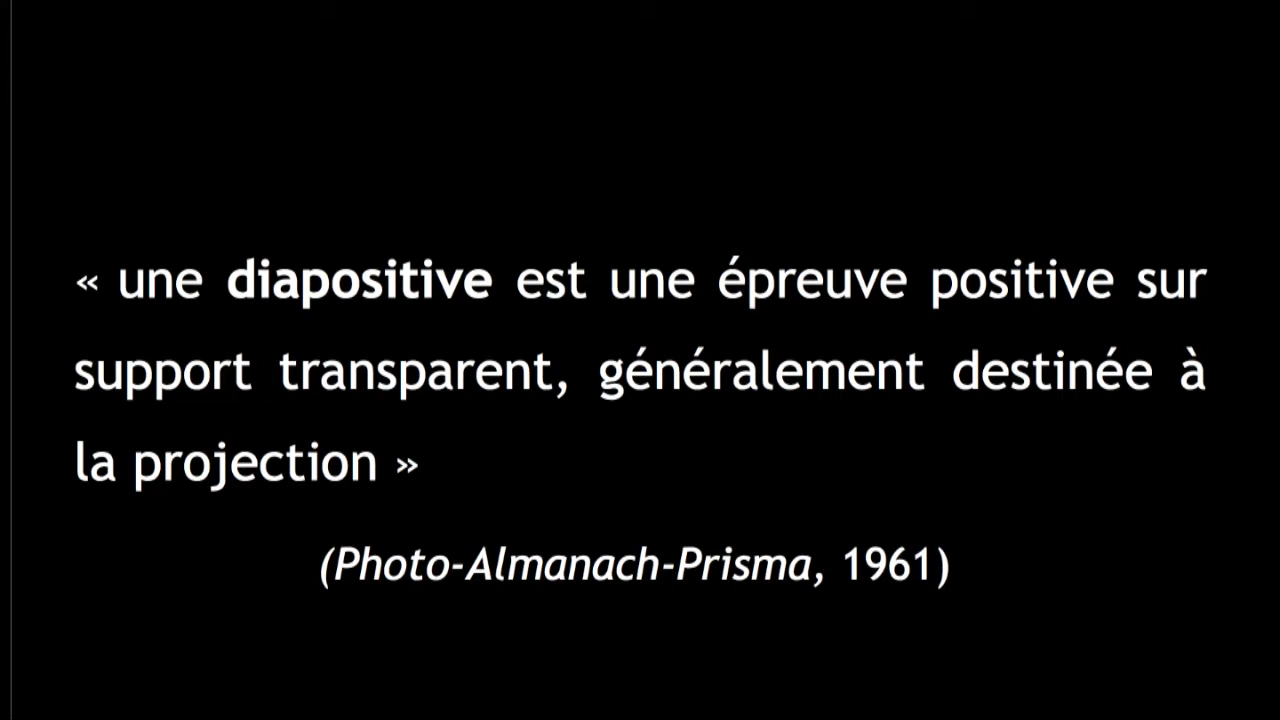 « une diapositive est une épreuve positive sur
support transparent, généralement destinée à
la projection »
(Photo-Almanach-Prisma, 1961)